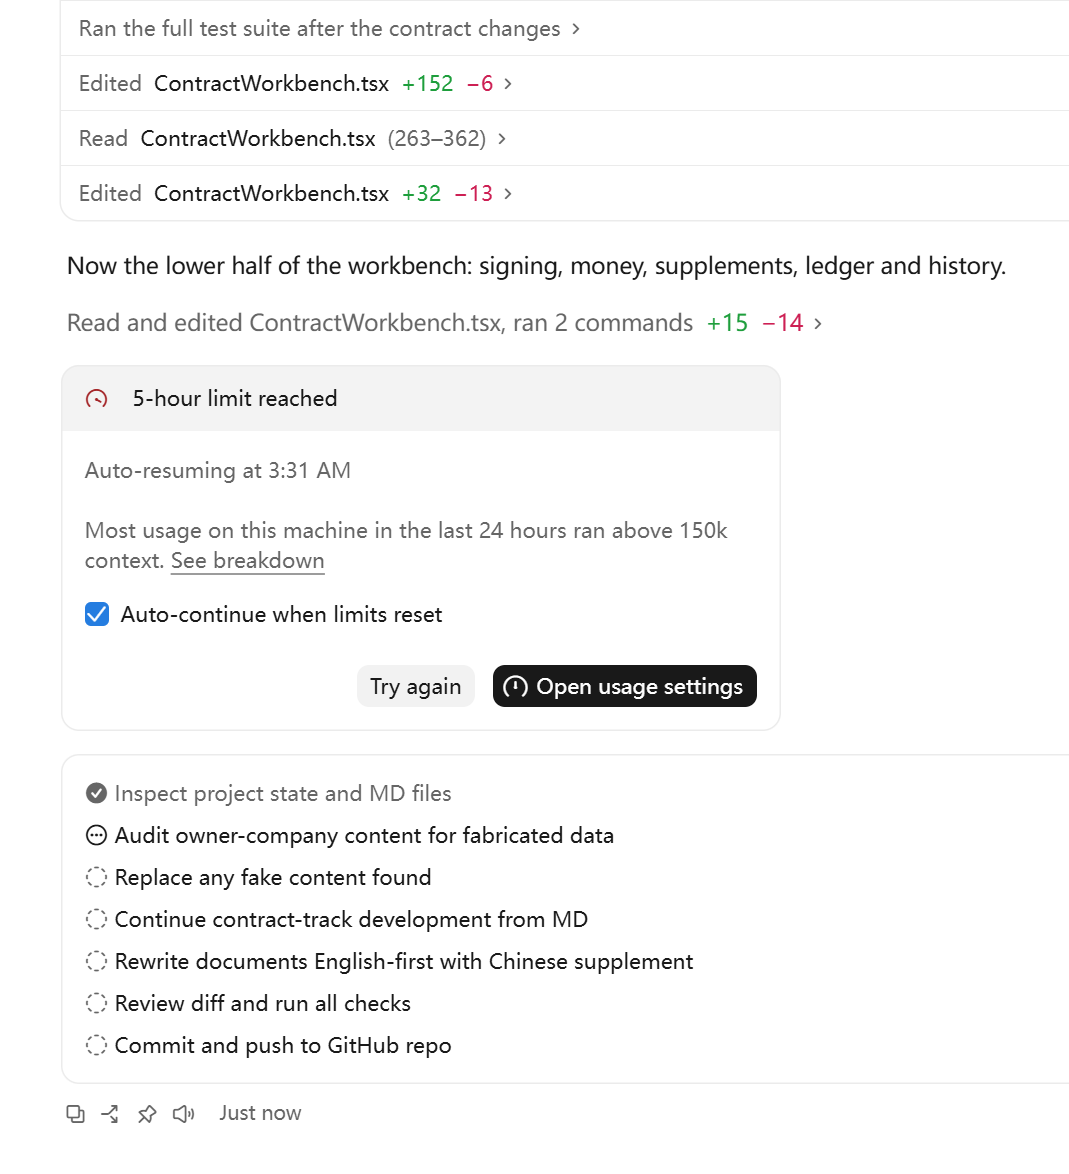 Ran the full test suite after the contract changes
Edited ContractWorkbench.tsx +152 −6
Read ContractWorkbench.tsx (263–362)
Edited ContractWorkbench.tsx +32 −13
Now the lower half of the workbench: signing, money, supplements, ledger and history.
Read and edited ContractWorkbench.tsx, ran 2 commands +15 −14
5-hour limit reached
Auto-resuming at 3:31 AM
Most usage on this machine in the last 24 hours ran above 150k
context. See breakdown
Auto-continue when limits reset
Try again Open usage settings
Inspect project state and MD files
Audit owner-company content for fabricated data
Replace any fake content found
Continue contract-track development from MD
Rewrite documents English-first with Chinese supplement
Review diff and run all checks
Commit and push to GitHub repo
Just now